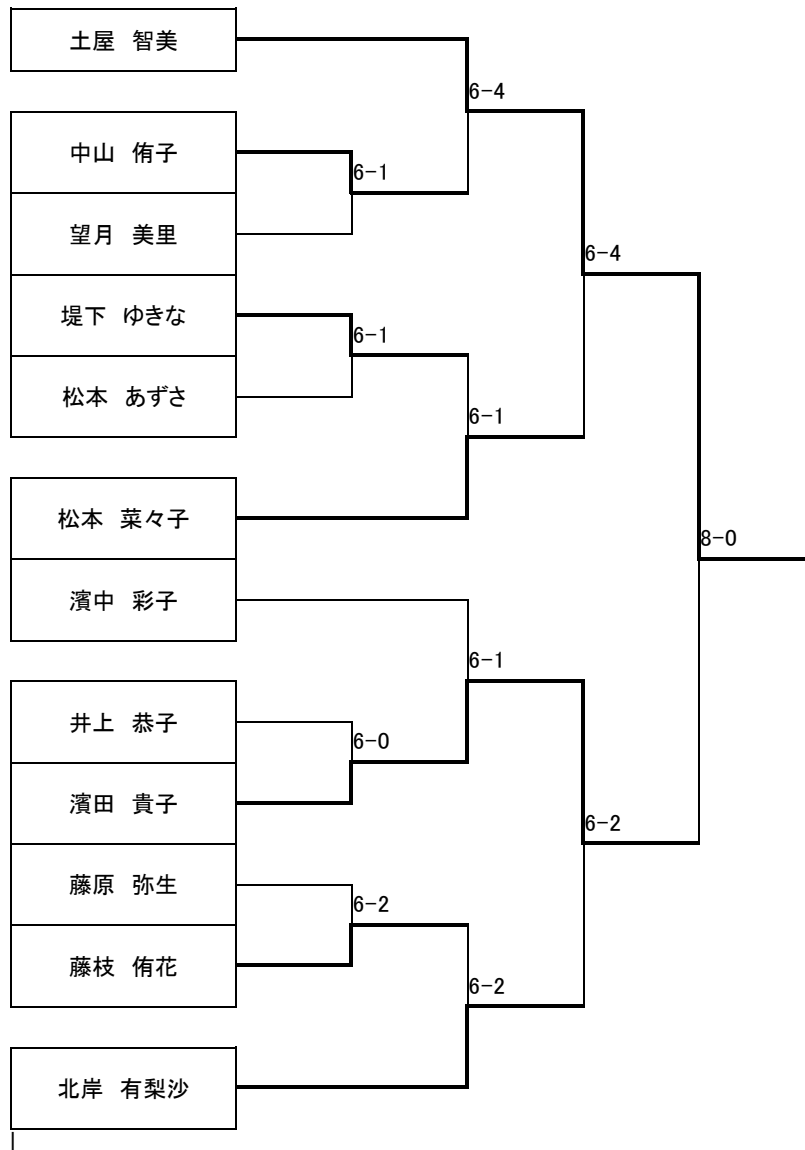 土屋 智美
6-4
中山 侑子
6-1
望月 美里
6-4
堤下 ゆきな
6-1
松本 あずさ
6-1
松本 菜々子
8-0
濱中 彩子
6-1
井上 恭子
6-0
濱田 貴子
6-2
藤原 弥生
6-2
藤枝 侑花
6-2
北岸 有梨沙